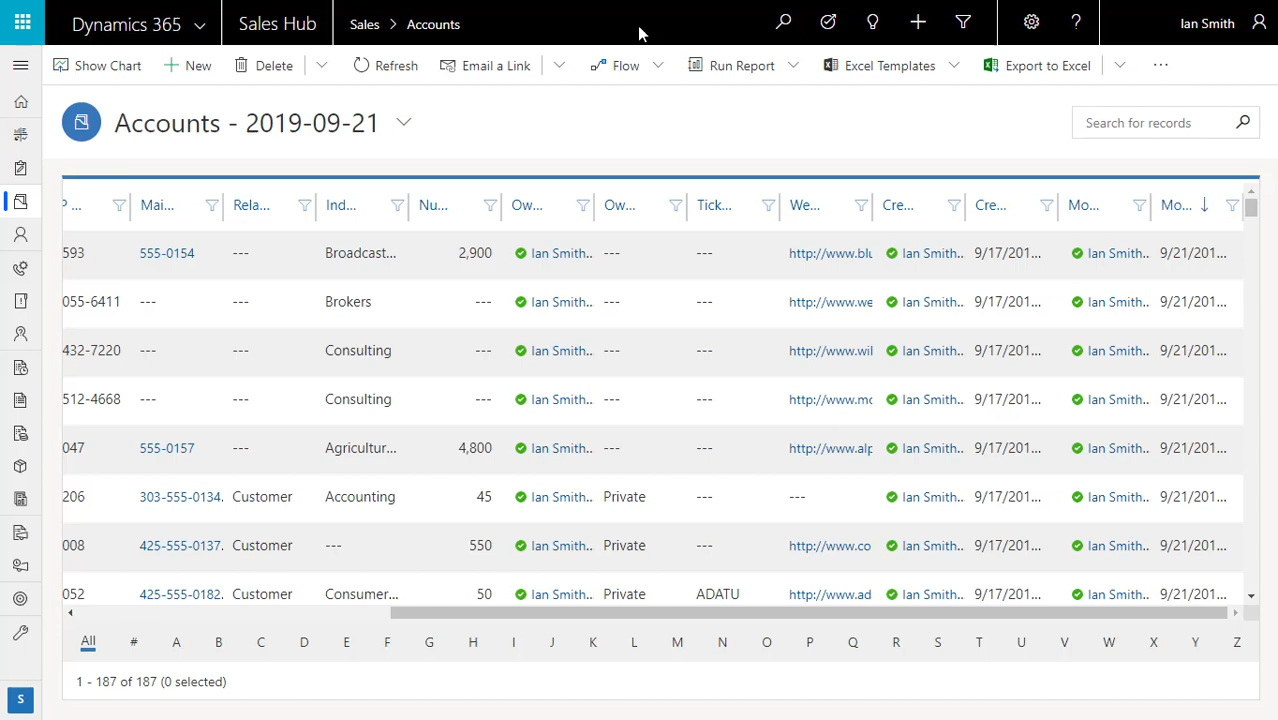 Dynamics 365 Sales Hub Sales > Accounts Ian Smith
Show Chart New Delete Refresh Email a Link Flow Run Report Excel Templates Export to Excel ...
Accounts - 2019-09-21 Search for records
P ... Mai... Rela... Ind... Nu... Ow... Ow... Tick... We... Cre... Cre... Mo... Mo...
593 555-0154 --- Broadcast... 2,900 Ian Smith.. --- --- http://www.blu Ian Smith.. 9/17/201... Ian Smith.. 9/21/201...
055-6411 --- --- Brokers --- Ian Smith.. --- --- http://www.we Ian Smith.. 9/17/201... Ian Smith.. 9/21/201...
432-7220 --- --- Consulting --- Ian Smith.. --- --- http://www.wil Ian Smith.. 9/17/201... Ian Smith.. 9/21/201...
512-4668 --- --- Consulting --- Ian Smith.. --- --- http://www.mc Ian Smith.. 9/17/201... Ian Smith.. 9/21/201...
047 555-0157 --- Agricultur... 4,800 Ian Smith.. --- --- http://www.alp Ian Smith.. 9/17/201... Ian Smith.. 9/21/201...
206 303-555-0134. Customer Accounting 45 Ian Smith.. Private --- --- Ian Smith.. 9/17/201... Ian Smith.. 9/21/201...
008 425-555-0137. Customer --- 550 Ian Smith.. Private --- http://www.co Ian Smith.. 9/17/201... Ian Smith.. 9/21/201...
052 425-555-0182. Customer Consumer... 50 Ian Smith.. Private ADATU http://www.ad Ian Smith.. 9/17/201... Ian Smith.. 9/21/201...
All # A B C D E F G H I J K L M N O P Q R S T U V W X Y Z
1 - 187 of 187 (0 selected)
S